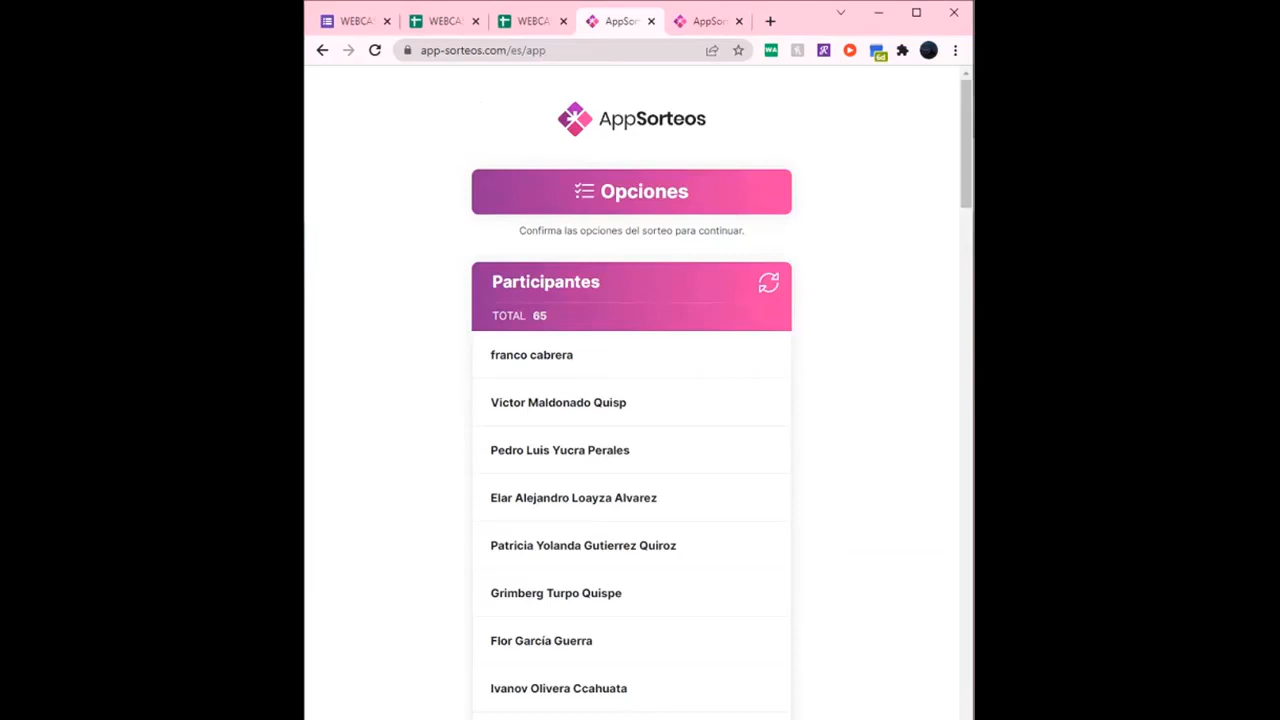 WEBCA
WEBCA
WEBCA
AppSor
AppSor
app-sorteos.com/es/app
WA
6d
AppSorteos
Opciones
Confirma las opciones del sorteo para continuar.
Participantes
TOTAL 65
franco cabrera
Victor Maldonado Quisp
Pedro Luis Yucra Perales
Elar Alejandro Loayza Alvarez
Patricia Yolanda Gutierrez Quiroz
Grimberg Turpo Quispe
Flor García Guerra
Ivanov Olivera Ccahuata